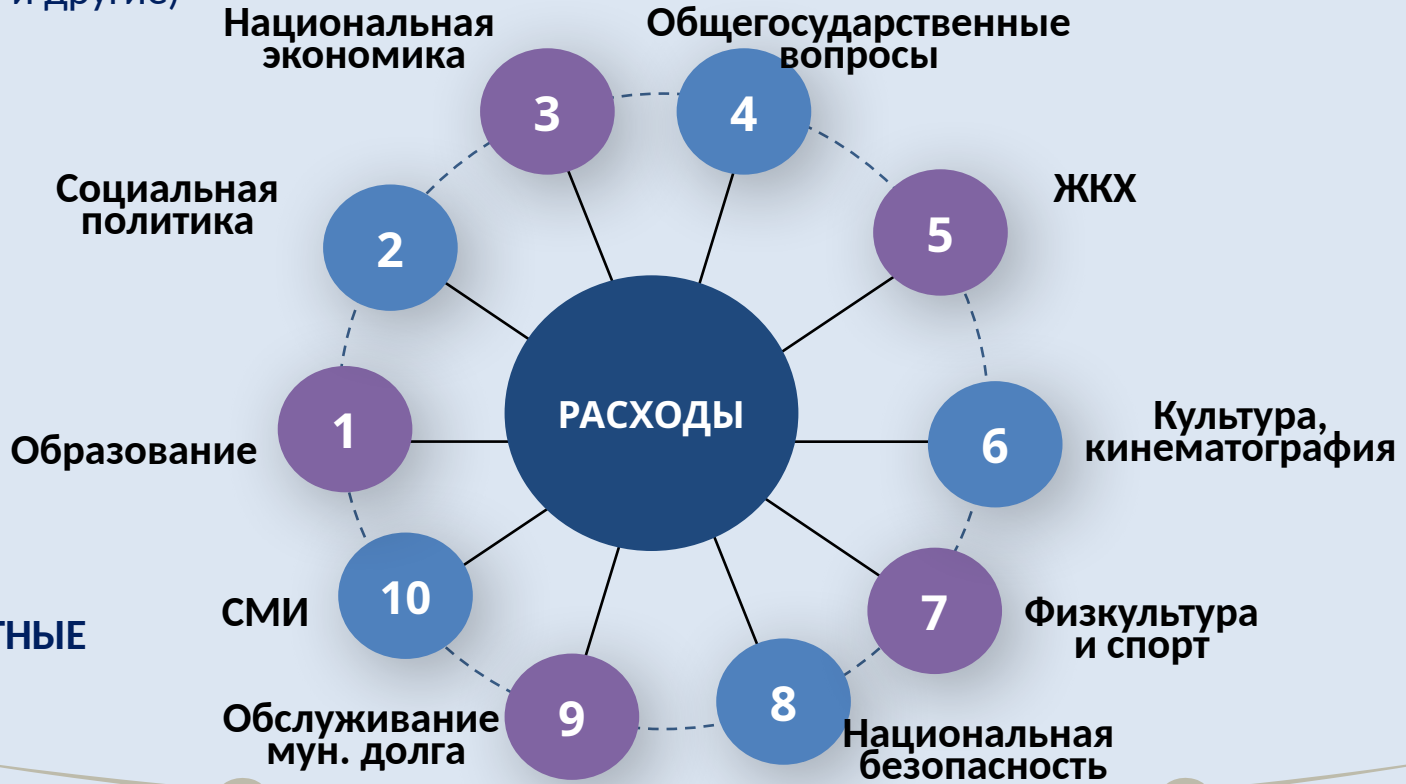 и другие)
Национальная
экономика
Общегосударственные
вопросы
3
4
Социальная
политика
2
5
ЖКХ
РАСХОДЫ
Образование
1
6
Культура,
кинематография
СМИ
10
7
Физкультура
и спорт
ТНЫЕ
Обслуживание
мун. долга
9
8
Национальная
безопасность